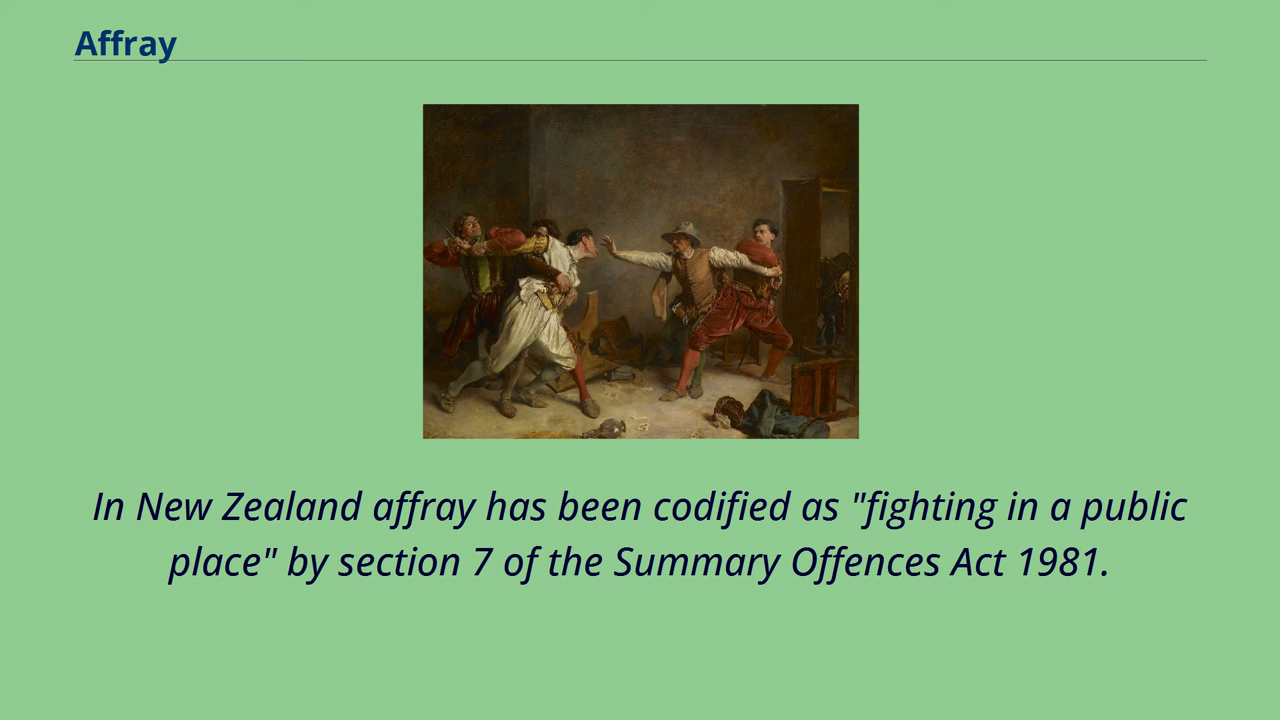 Affray
In New Zealand affray has been codified as "fighting in a public
place" by section 7 of the Summary Offences Act 1981.